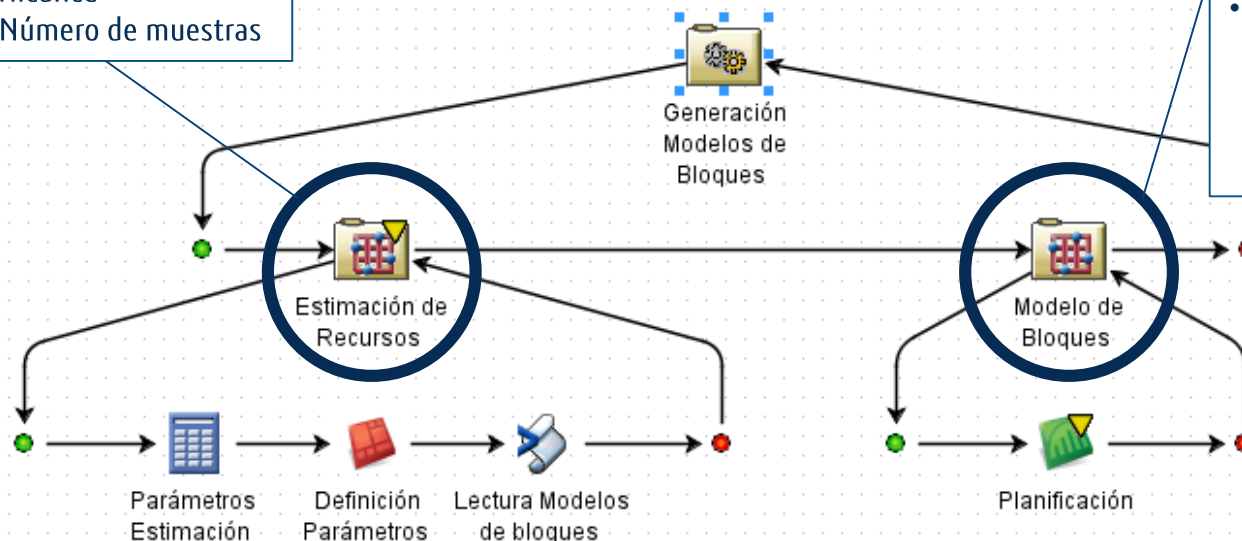 Número de muestras
Generación
Modelos de
Bloques
Estimación de
Recursos
Modelo de
Bloques
Parámetros
Estimación
Definición
Parámetros
Lectura Modelos
de bloques
Planificación